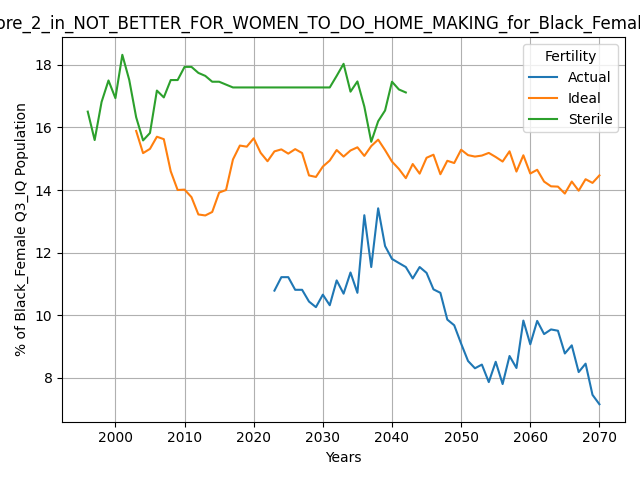 ore_2_in_NOT_BETTER_FOR_WOMEN_TO_DO_HOME_MAKING_for_Black_Femal
% of Black_Female Q3_IQ Population
18
16
14
12
10
8
Fertility
Actual
Ideal
Sterile
2000 2010 2020 2030 2040 2050 2060 2070
Years